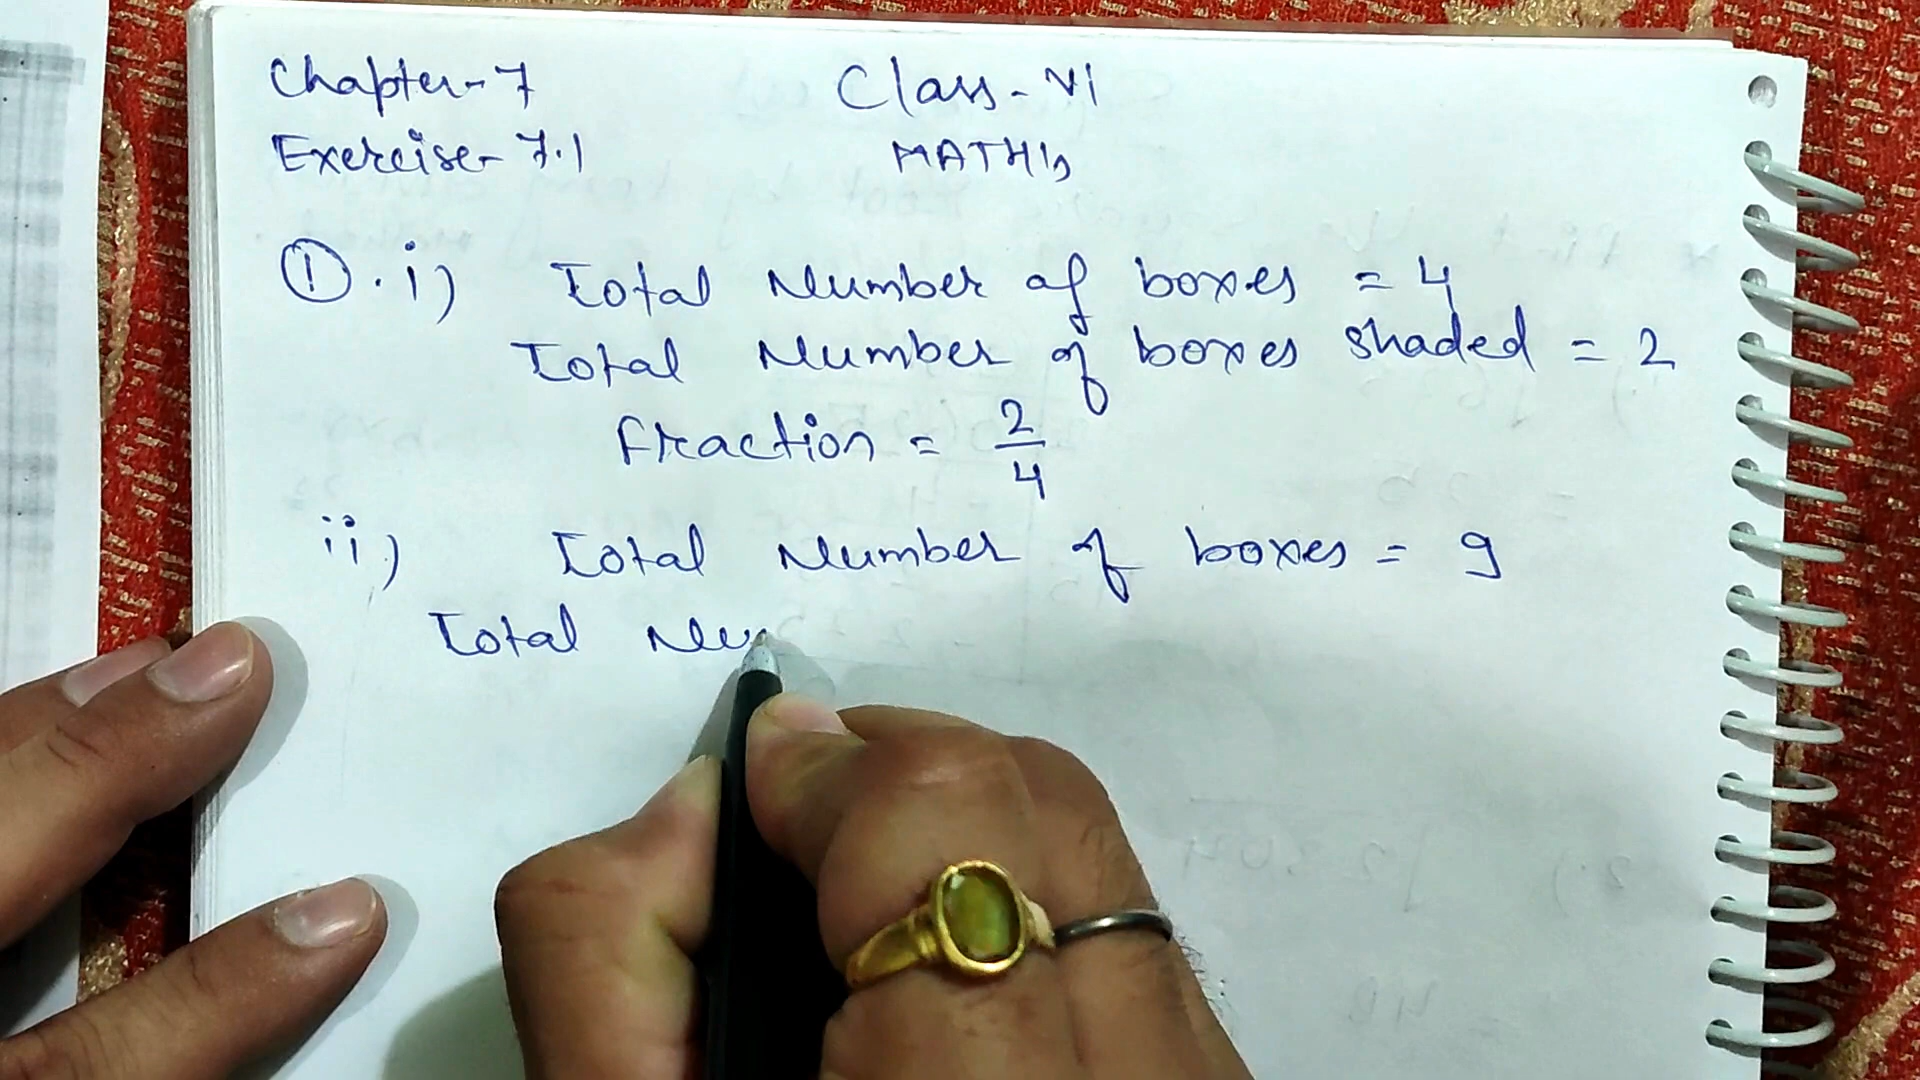 Chapter-7 Class-VI
Exercise-7.1 MATHS
① . i) Total Number of boxes = 4
Total Number of boxes shaded = 2
fraction = 2/4
ii) Total Number of boxes = 9
Total Nu